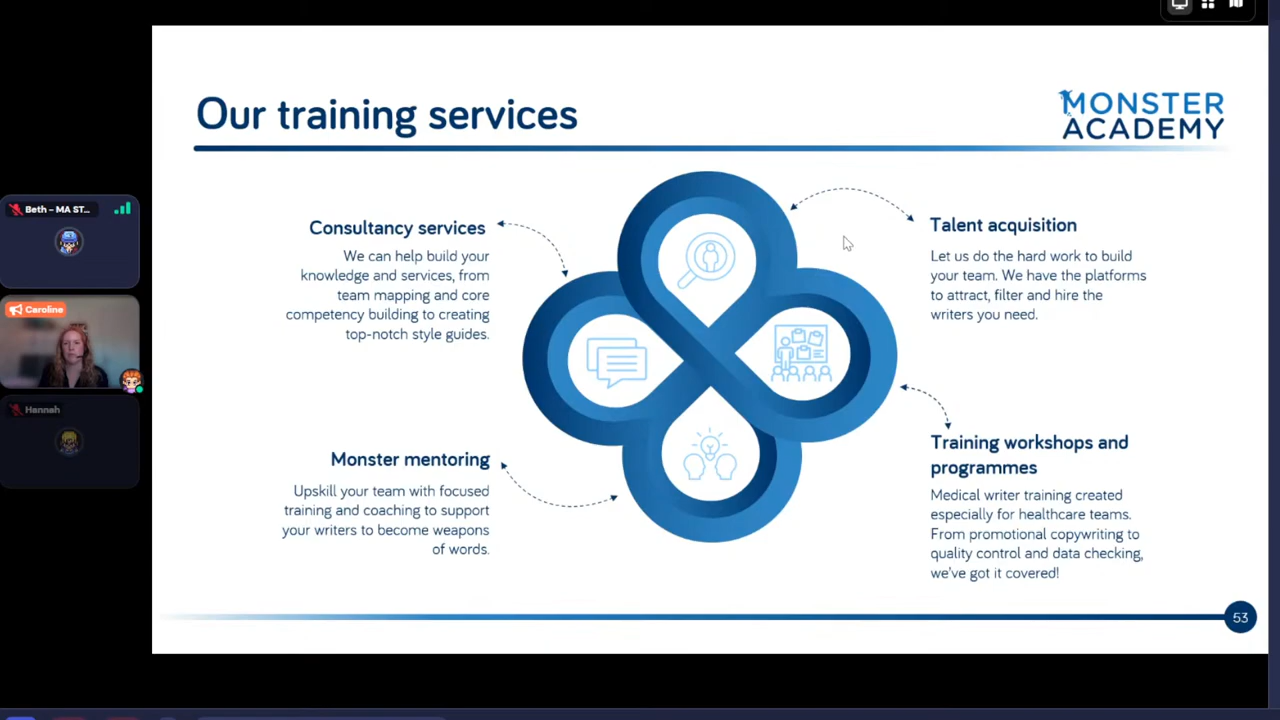 Our training services
MONSTER
ACADEMY
Beth – MA ST...
Caroline
Hannah
Consultancy services
We can help build your
knowledge and services, from
team mapping and core
competency building to creating
top-notch style guides.
Talent acquisition
Let us do the hard work to build
your team. We have the platforms
to attract, filter and hire the
writers you need.
Monster mentoring
Upskill your team with focused
training and coaching to support
your writers to become weapons
of words.
Training workshops and
programmes
Medical writer training created
especially for healthcare teams.
From promotional copywriting to
quality control and data checking,
we’ve got it covered!
53